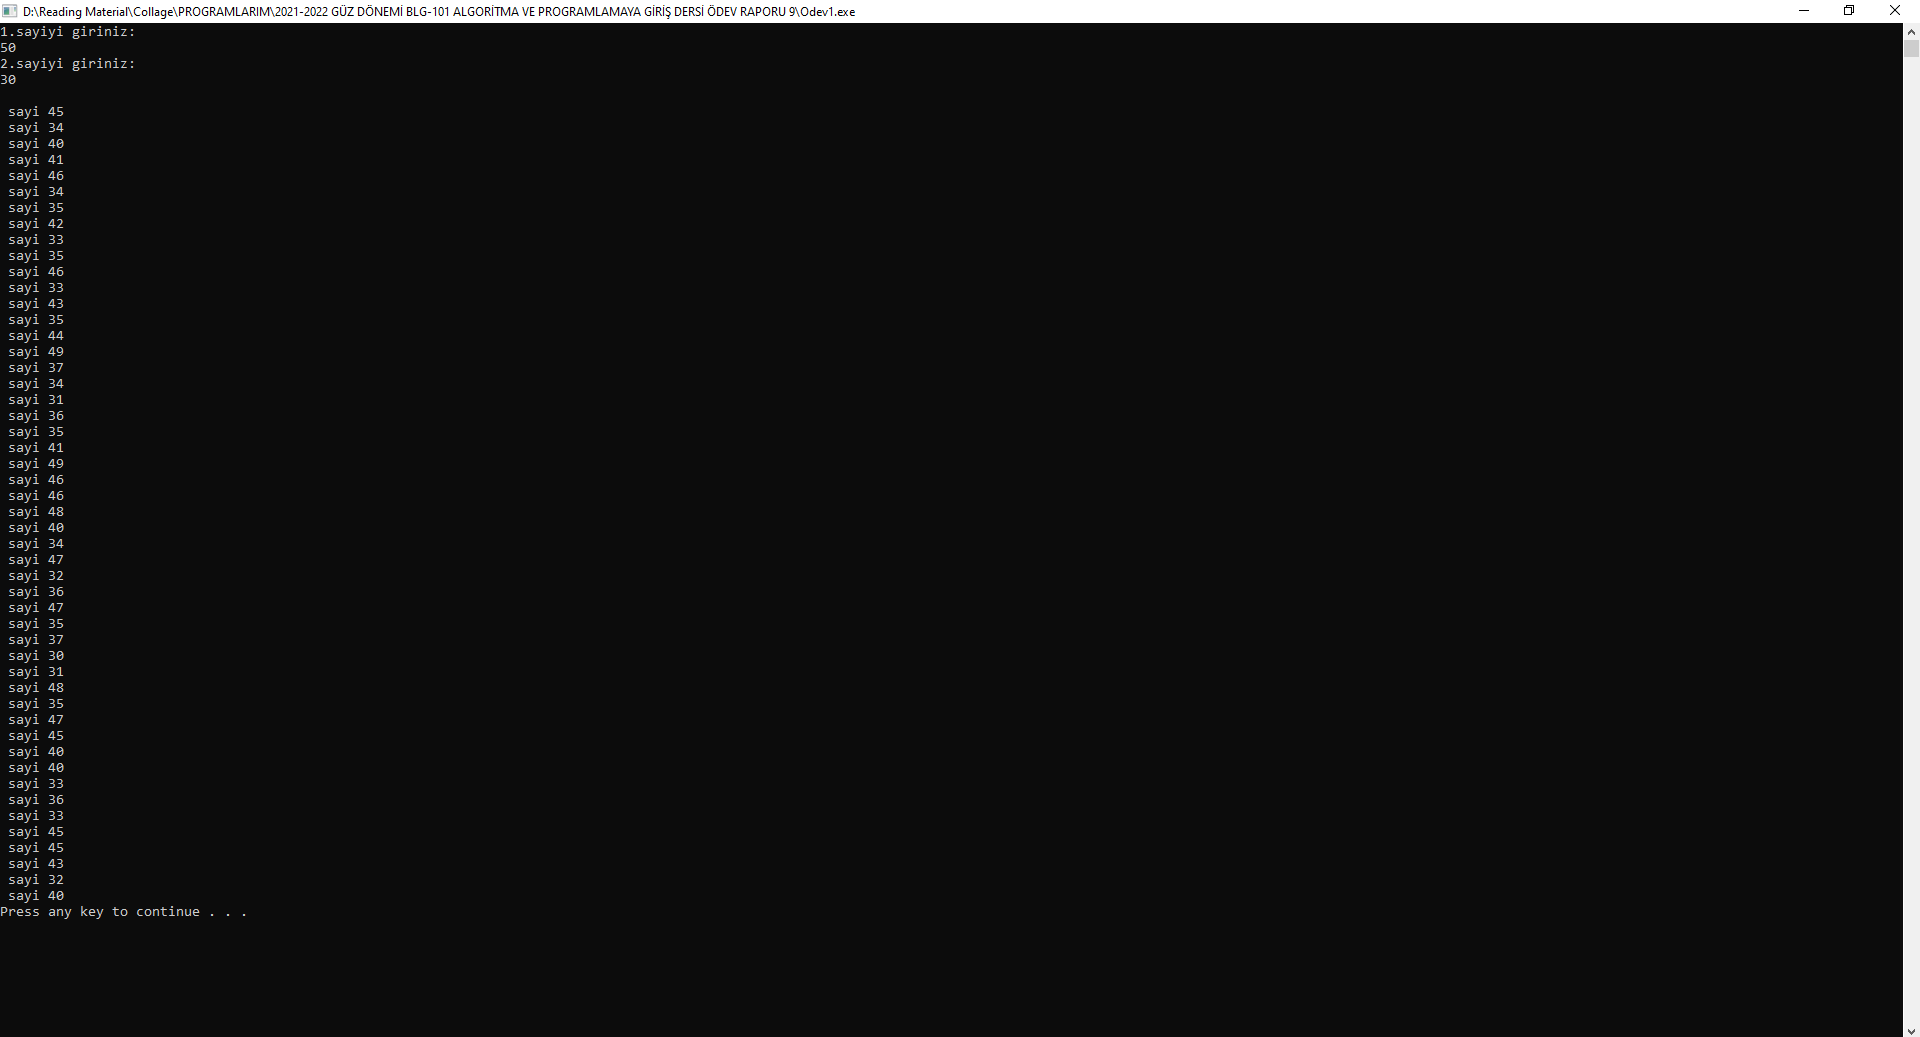 D:\Reading Material\Collage\PROGRAMLARIM\2021-2022 GÜZ DÖNEMİ BLG-101 ALGORİTMA VE PROGRAMLAMAYA GİRİŞ DERSİ ÖDEV RAPORU 9\Odev1.exe
1.sayiyi giriniz:
50
2.sayiyi giriniz:
30
sayi 45
sayi 34
sayi 40
sayi 41
sayi 46
sayi 34
sayi 35
sayi 42
sayi 33
sayi 35
sayi 46
sayi 33
sayi 43
sayi 35
sayi 44
sayi 49
sayi 37
sayi 34
sayi 31
sayi 36
sayi 35
sayi 41
sayi 49
sayi 46
sayi 46
sayi 48
sayi 40
sayi 34
sayi 47
sayi 32
sayi 36
sayi 47
sayi 35
sayi 37
sayi 30
sayi 31
sayi 48
sayi 35
sayi 47
sayi 45
sayi 40
sayi 40
sayi 33
sayi 36
sayi 33
sayi 45
sayi 45
sayi 43
sayi 32
sayi 40
Press any key to continue . . .